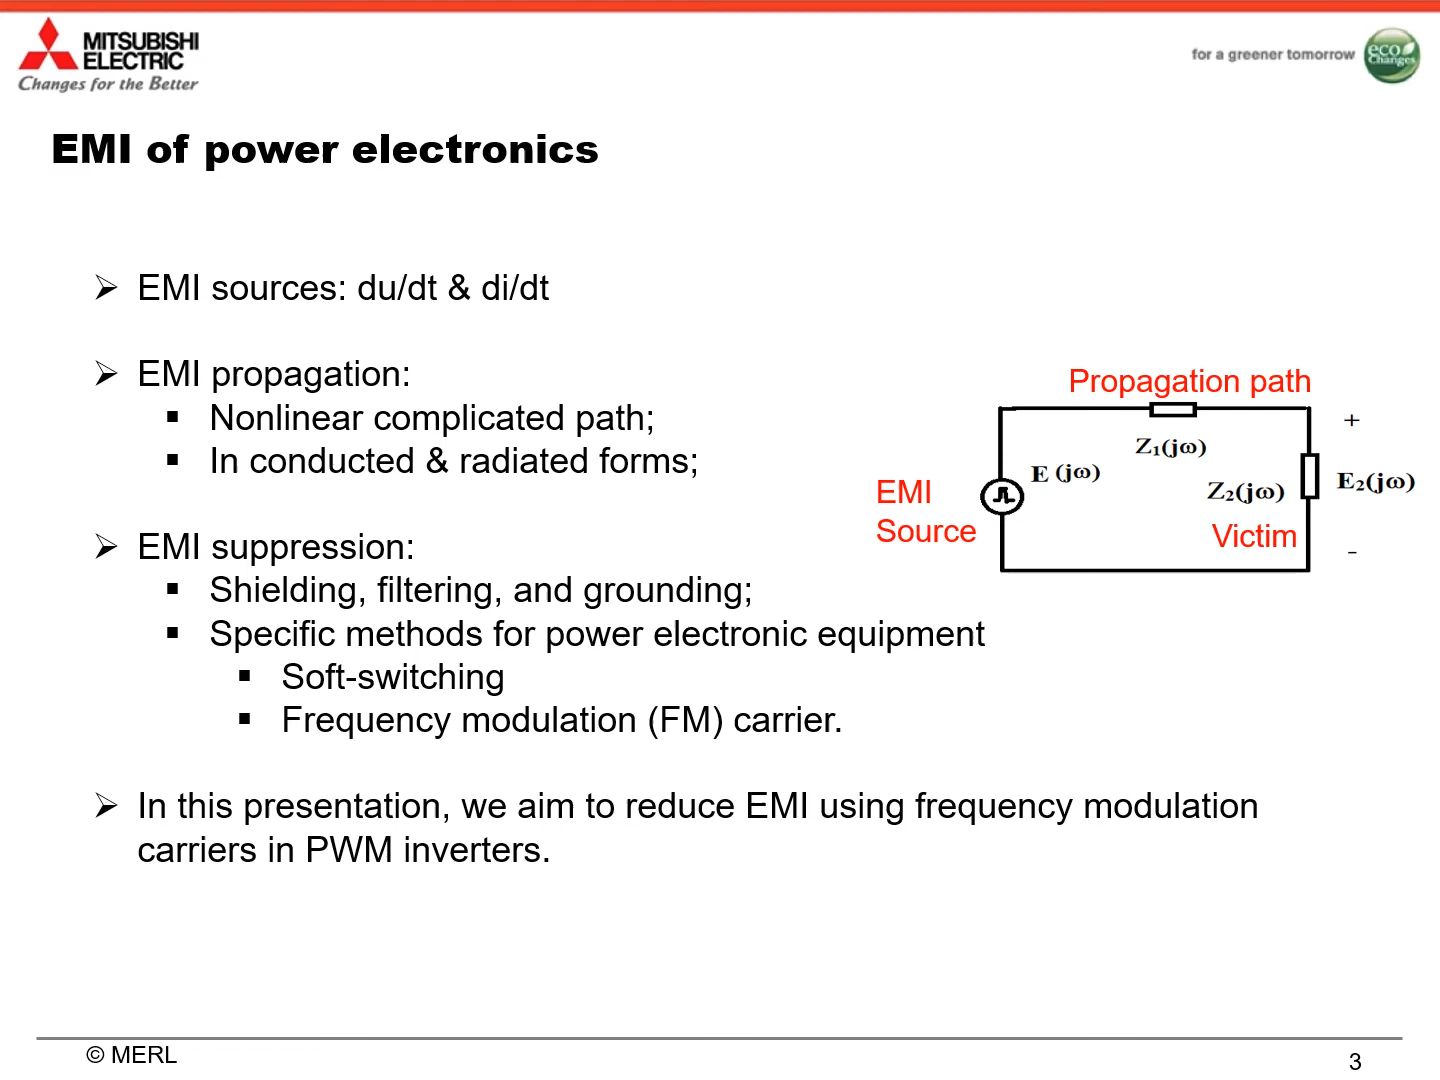 MITSUBISHI
ELECTRIC
Changes for the Better
for a greener tomorrow
eco
Changes
EMI of power electronics
➢ EMI sources: du/dt & di/dt
➢ EMI propagation:
▪ Nonlinear complicated path;
▪ In conducted & radiated forms;
➢ EMI suppression:
▪ Shielding, filtering, and grounding;
▪ Specific methods for power electronic equipment
▪ Soft-switching
▪ Frequency modulation (FM) carrier.
➢ In this presentation, we aim to reduce EMI using frequency modulation
carriers in PWM inverters.
Propagation path
Z₁(jω)
E (jω)
EMI
Source
Z₂(jω)
Victim
+
E₂(jω)
-
© MERL
3